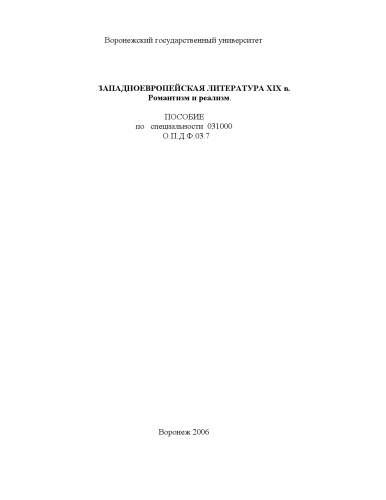 Воронежский государственный университет
ЗАПАДНОЕВРОПЕЙСКАЯ ЛИТЕРАТУРА XIX в.
Романтизм и реализм.
ПОСОБИЕ
по специальности 031000
О.П.Д.Ф.03.7
Воронеж 2006